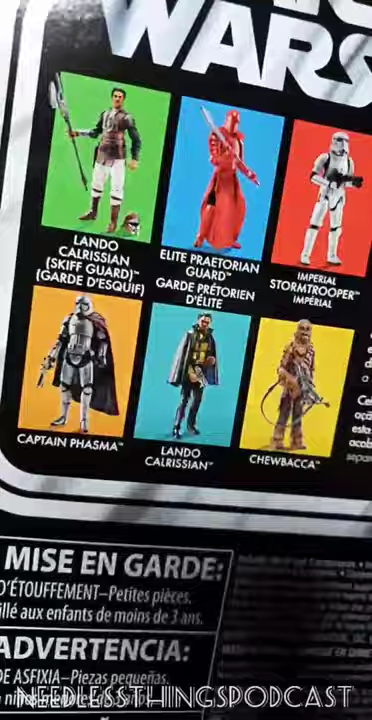 WARS
LANDO
CALRISSIAN
(SKIFF GUARD)™
(GARDE D'ESQUIF)
ELITE PRAETORIAN
GUARD™
GARDE PRÉTORIEN
D'ÉLITE
IMPERIAL
STORMTROOPER™
IMPÉRIAL
CAPTAIN PHASMA™
LANDO
CALRISSIAN™
CHEWBACCA™
MISE EN GARDE:
D'ÉTOUFFEMENT–Petites pièces.
aux enfants de moins de 3 ans.
ADVERTENCIA:
DE ASFIXIA–Piezas pequeñas.
NEEDLESSTHINGSPODCAST